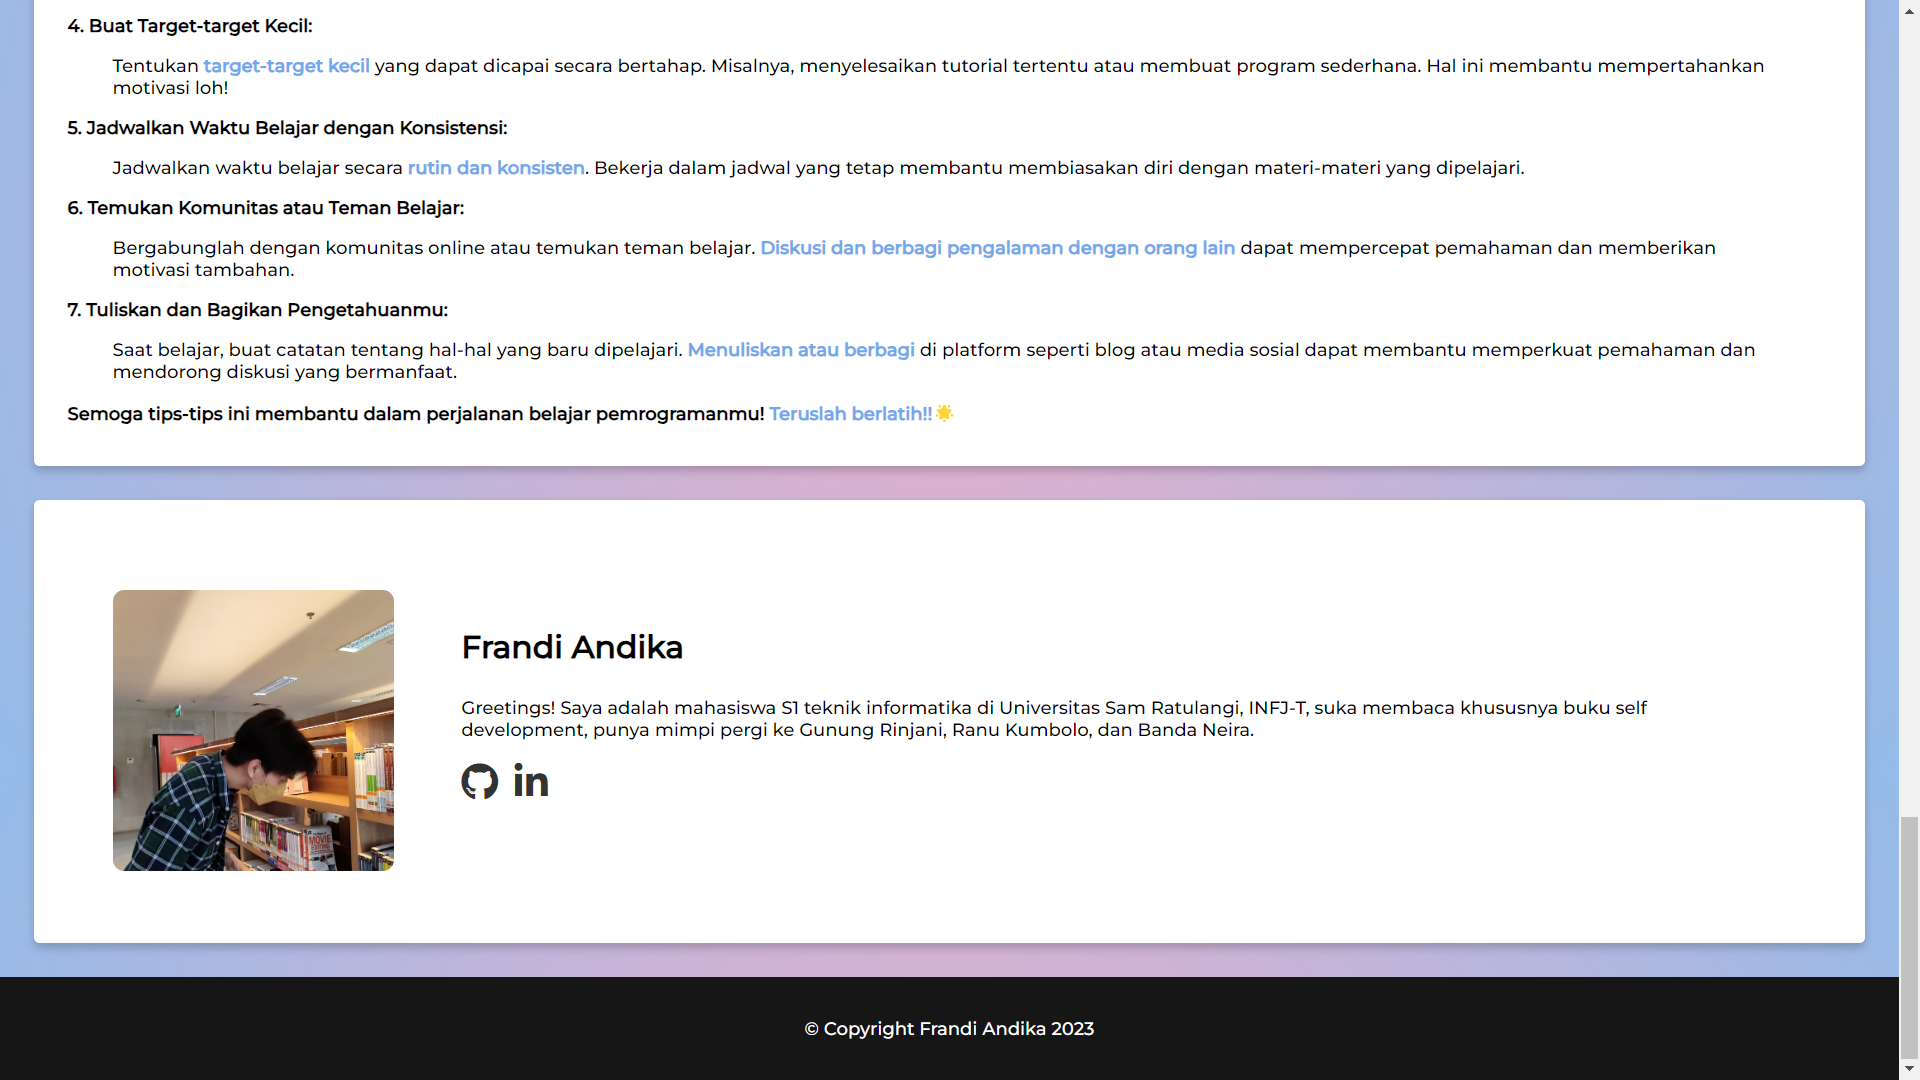 4. Buat Target-target Kecil:
Tentukan target-target kecil yang dapat dicapai secara bertahap. Misalnya, menyelesaikan tutorial tertentu atau membuat program sederhana. Hal ini membantu mempertahankan
motivasi loh!
5. Jadwalkan Waktu Belajar dengan Konsistensi:
Jadwalkan waktu belajar secara rutin dan konsisten. Bekerja dalam jadwal yang tetap membantu membiasakan diri dengan materi-materi yang dipelajari.
6. Temukan Komunitas atau Teman Belajar:
Bergabunglah dengan komunitas online atau temukan teman belajar. Diskusi dan berbagi pengalaman dengan orang lain dapat mempercepat pemahaman dan memberikan
motivasi tambahan.
7. Tuliskan dan Bagikan Pengetahuanmu:
Saat belajar, buat catatan tentang hal-hal yang baru dipelajari. Menuliskan atau berbagi di platform seperti blog atau media sosial dapat membantu memperkuat pemahaman dan
mendorong diskusi yang bermanfaat.
Semoga tips-tips ini membantu dalam perjalanan belajar pemrogramanmu! Teruslah berlatih!!🌟
Frandi Andika
Greetings! Saya adalah mahasiswa S1 teknik informatika di Universitas Sam Ratulangi, INFJ-T, suka membaca khususnya buku self
development, punya mimpi pergi ke Gunung Rinjani, Ranu Kumbolo, dan Banda Neira.
in
MOVIE
EDITING
© Copyright Frandi Andika 2023